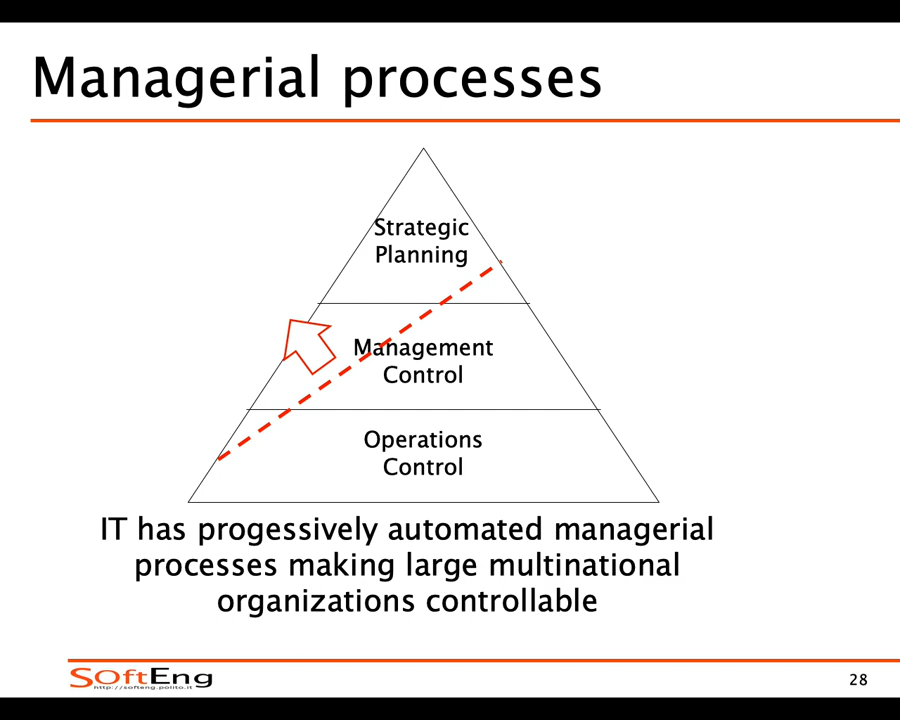 Managerial processes
Strategic
Planning
Management
Control
Operations
Control
IT has progessively automated managerial
processes making large multinational
organizations controllable
SOftEng
http://softeng.polito.it
28